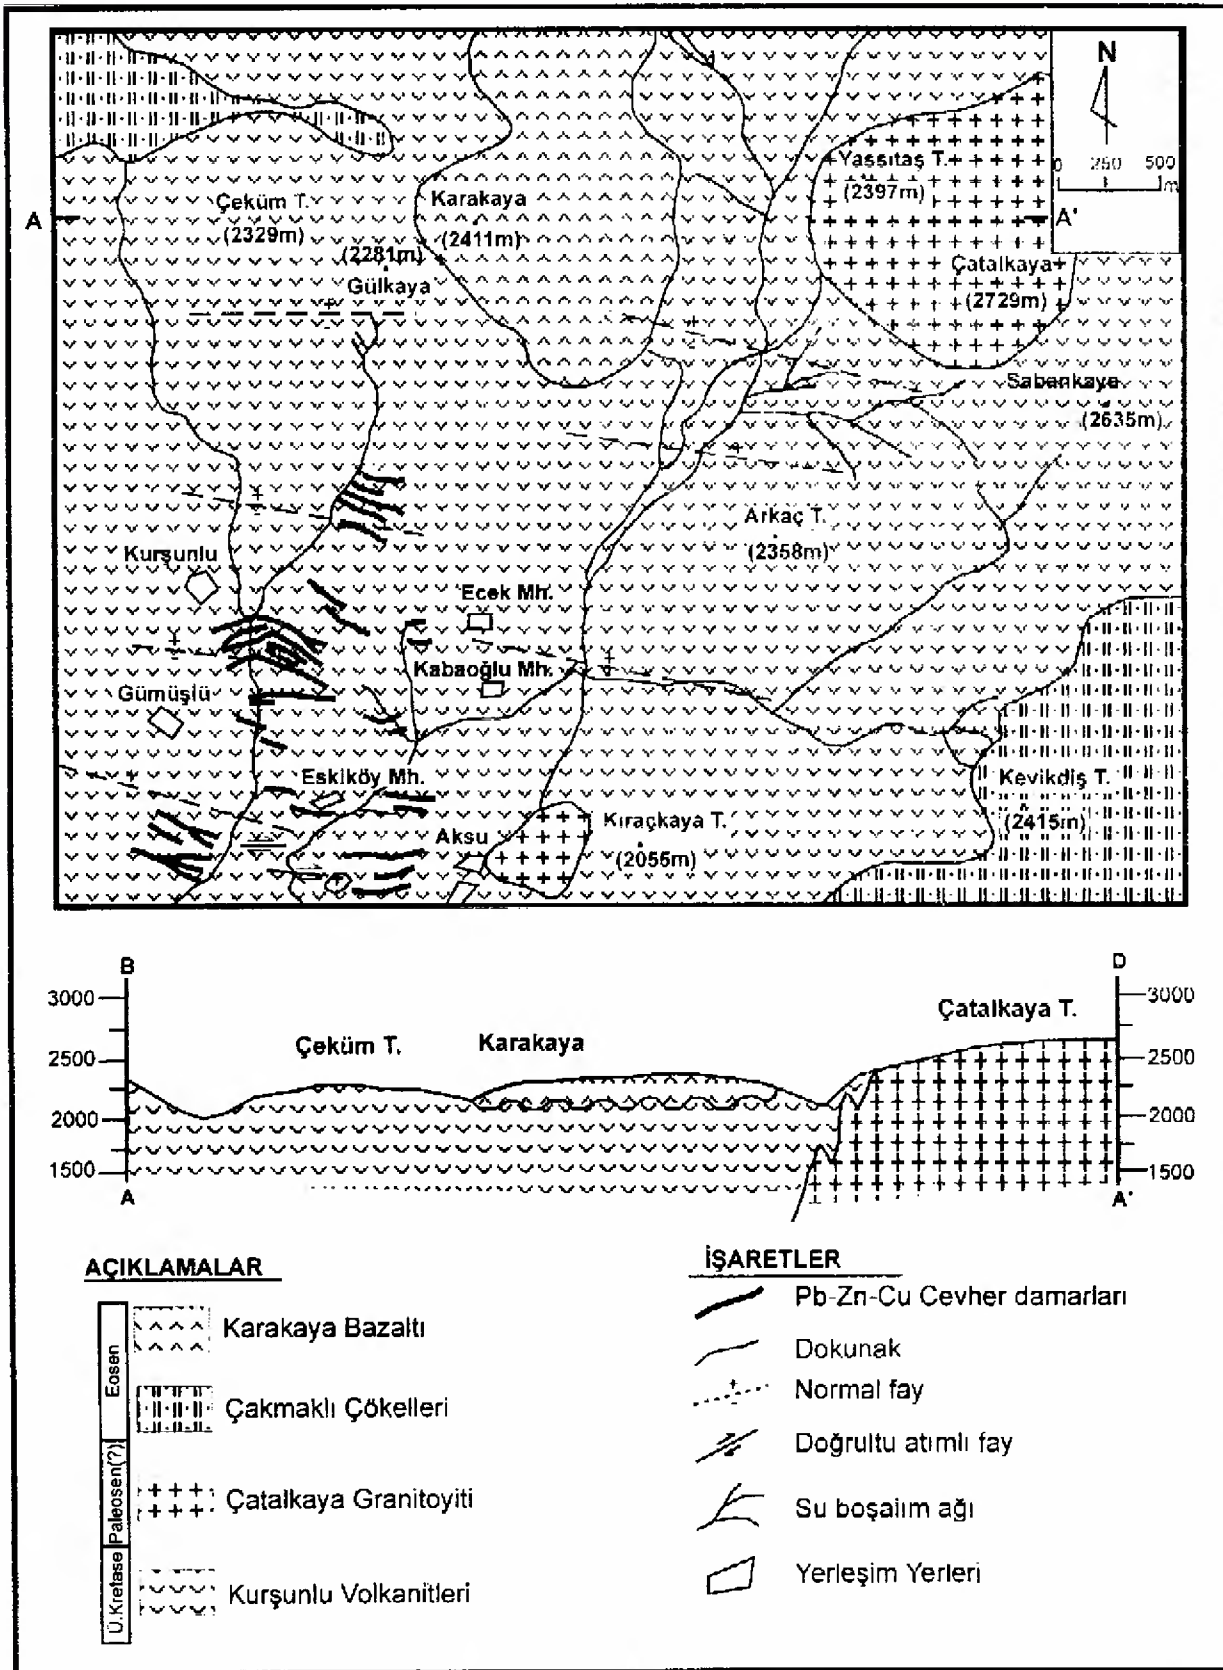 N
0 250 500
m
Yassıtaş T.
(2397m)
Çeküm T.
(2329m)
Karakaya
(2411m)
A
A'
(2281m)
Gülkaya
Çatalkaya
(2729m)
Sabankaya
(2635m)
Arkaç T.
(2358m)
Kurşunlu
Ecek Mh.
Kabaoğlu Mh.
Gümüşlü
Eskiköy Mh.
Kevikdiş T.
(2415m)
Aksu
Kıraçkaya T.
(2055m)
B
D
3000
3000
Çatalkaya T.
Çeküm T.
Karakaya
2500
2500
2000
2000
1500
1500
A
A'
AÇIKLAMALAR
Eosen
Paleosen(?)
Ü.Kretase
Karakaya Bazaltı
Çakmaklı Çökelleri
Çatalkaya Granitoyiti
Kurşunlu Volkanitleri
İŞARETLER
Pb-Zn-Cu Cevher damarları
Dokunak
Normal fay
Doğrultu atımlı fay
Su boşalım ağı
Yerleşim Yerleri